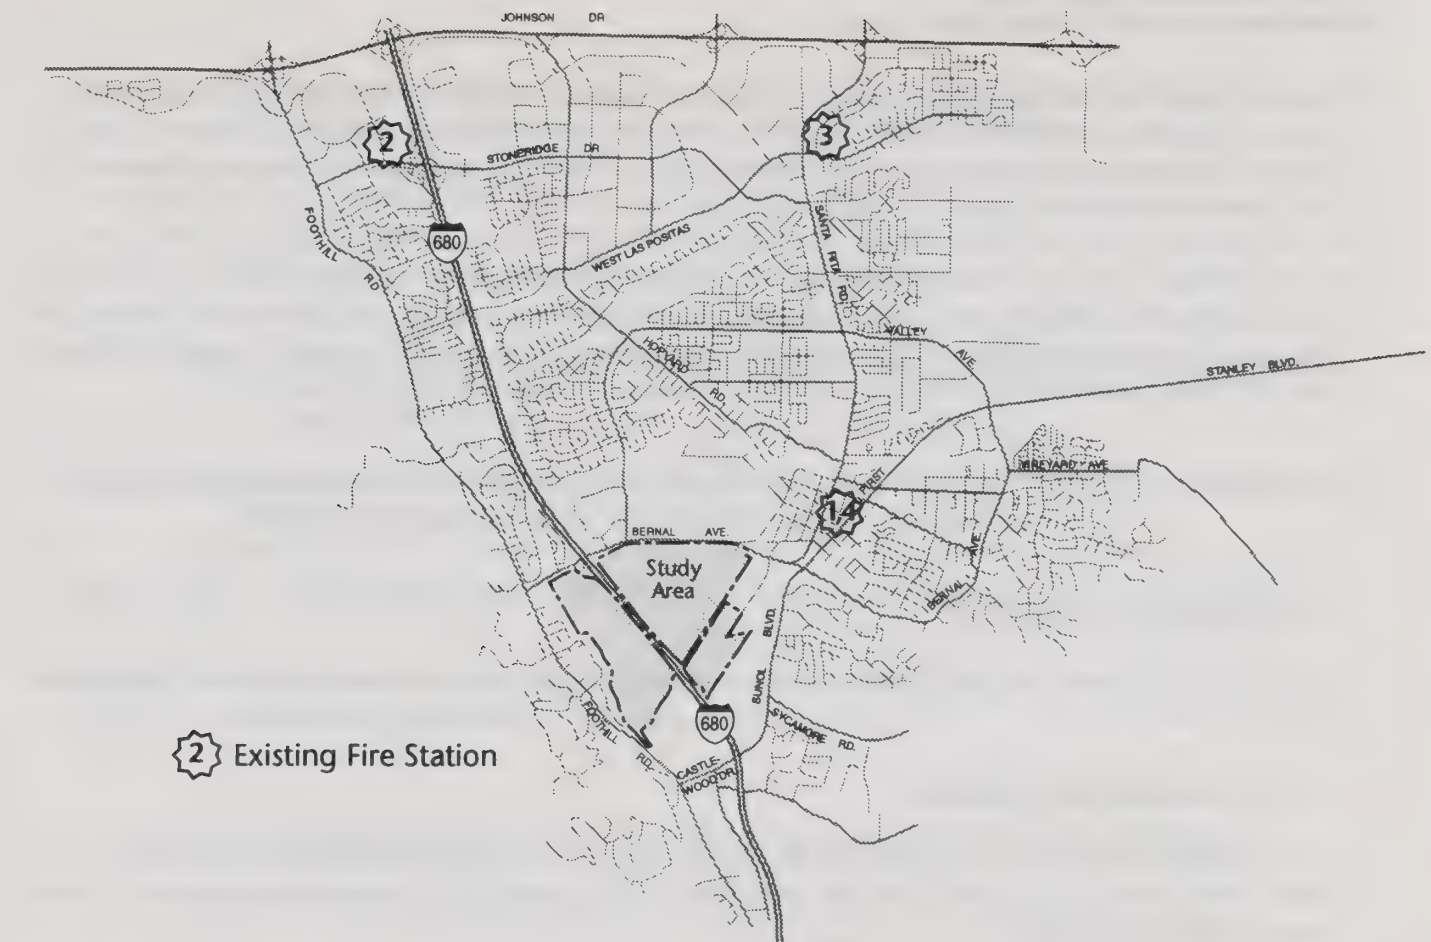 JOHNSON DR
2
3
STONERIDGE DR
FOOTHILL RD
680
WEST LAS POSITAS
SANTA RITA RD.
VALLEY AVE
HOPYARD RD.
STANLEY BLVD.
VINEYARD AVE
FIRST
14
BERNAL AVE.
Study
Area
BERNAL AVE
SUNOL BLVD.
680
SYCAMORE RD.
FOOTHILL RD.
CASTLE-
WOOD DR.
2 Existing Fire Station